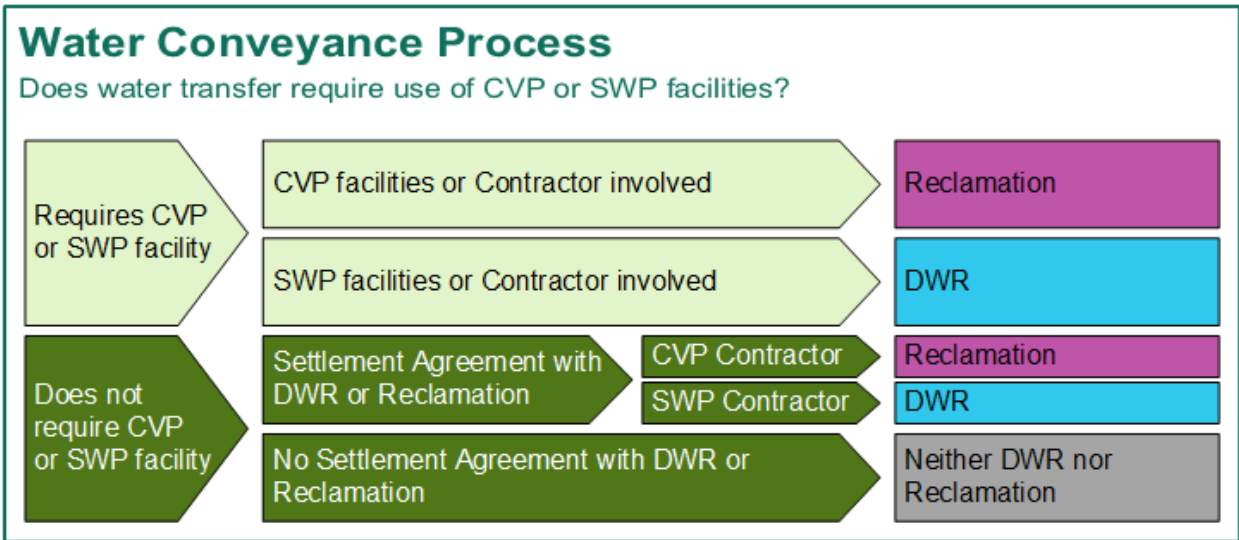 Water Conveyance Process
Does water transfer require use of CVP or SWP facilities?
Requires CVP
or SWP facility
CVP facilities or Contractor involved
Reclamation
SWP facilities or Contractor involved
DWR
Does not
require CVP
or SWP facility
Settlement Agreement with
DWR or Reclamation
CVP Contractor
Reclamation
SWP Contractor
DWR
No Settlement Agreement with DWR or
Reclamation
Neither DWR nor
Reclamation